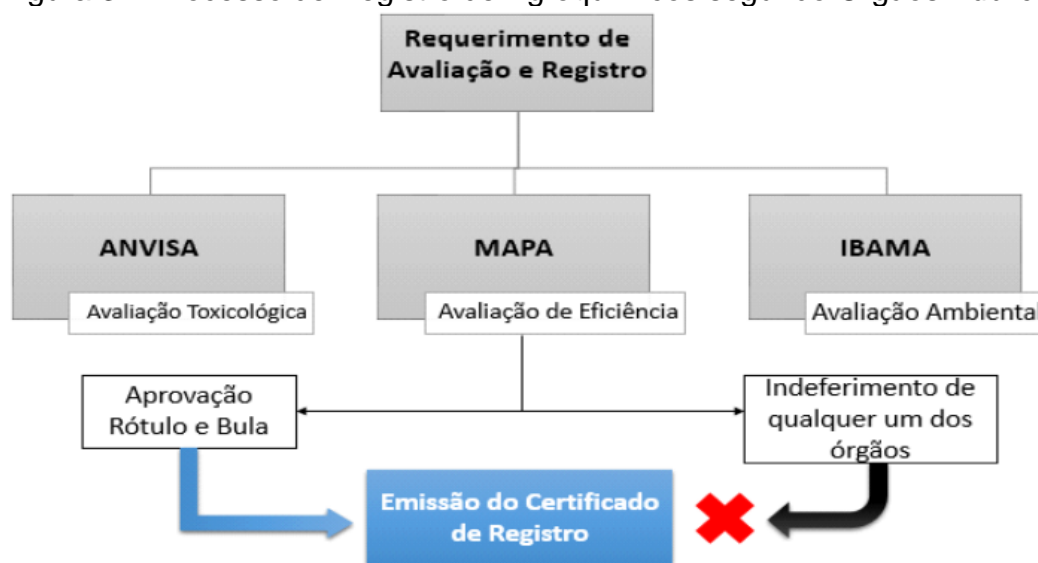 Requerimento de
Avaliação e Registro
ANVISA
MAPA
IBAMA
Avaliação Toxicológica
Avaliação de Eficiência
Avaliação Ambiental
Aprovação
Rótulo e Bula
Indeferimento de
qualquer um dos
órgãos
Emissão do Certificado
de Registro